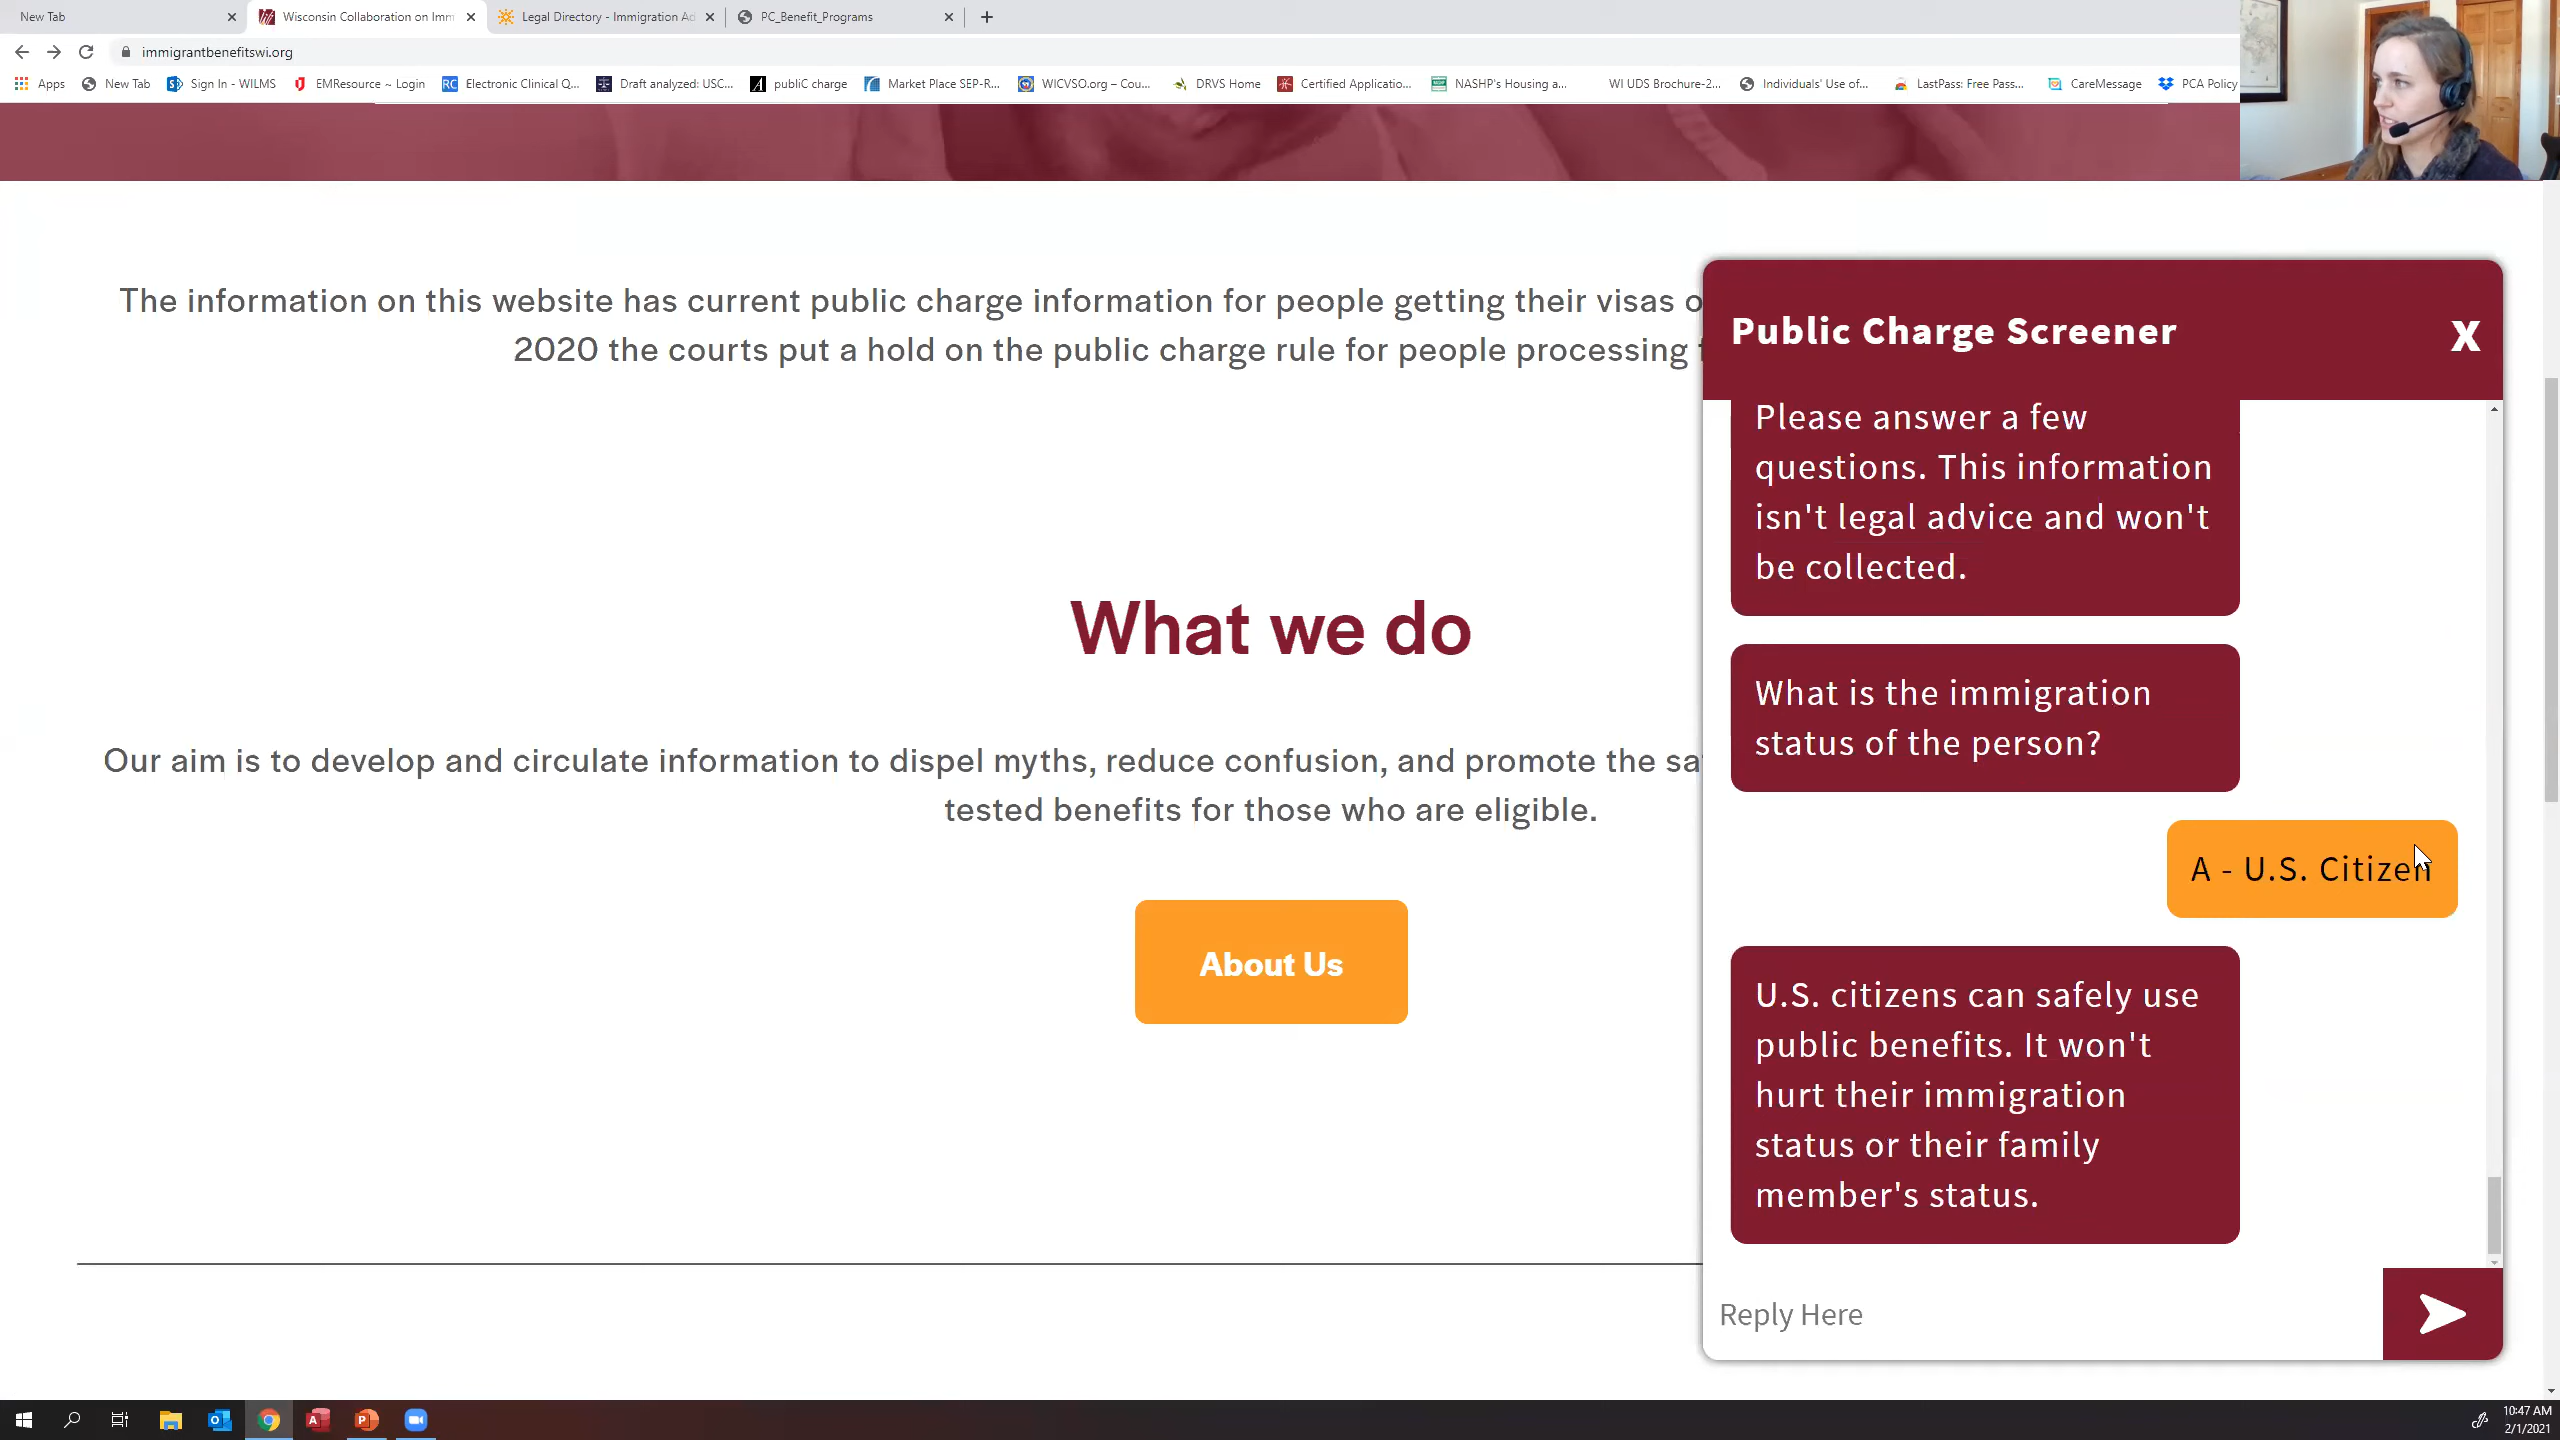 New Tab
Wisconsin Collaboration on Imm
Legal Directory - Immigration Ad
PC_Benefit_Programs
immigrantbenefitswi.org
Apps
New Tab
Sign In - WILMS
EMResource ~ Login
Electronic Clinical Q...
Draft analyzed: USC...
publiC charge
Market Place SEP-R...
WICVSO.org – Cou...
DRVS Home
Certified Applicatio...
NASHP's Housing a...
WI UDS Brochure-2...
Individuals' Use of...
LastPass: Free Pass...
CareMessage
PCA Policy
The information on this website has current public charge information for people getting their visas o
2020 the courts put a hold on the public charge rule for people processing
What we do
Our aim is to develop and circulate information to dispel myths, reduce confusion, and promote the sa
tested benefits for those who are eligible.
About Us
Public Charge Screener
X
Please answer a few
questions. This information
isn't legal advice and won't
be collected.
What is the immigration
status of the person?
A - U.S. Citizen
U.S. citizens can safely use
public benefits. It won't
hurt their immigration
status or their family
member's status.
Reply Here
10:47 AM
2/1/2021